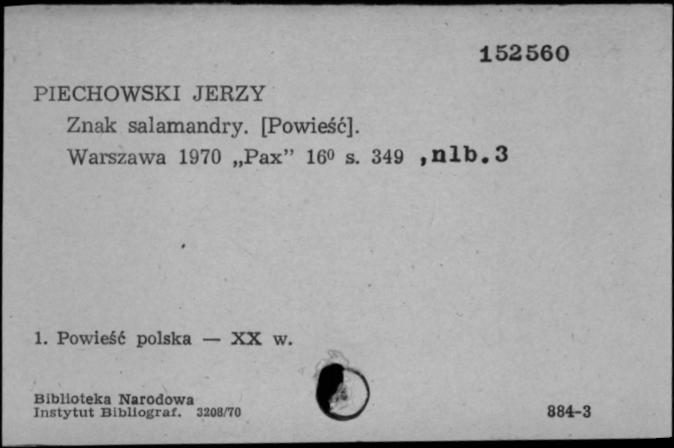 152560
PIECHOWSKI JERZY
Znak salamandry. [Powieść].
Warszawa 1970 „Pax” 16⁰ s. 349 ,nlb.3
1. Powieść polska — XX w.
Biblioteka Narodowa
Instytut Bibliograf. 3208/70
884-3